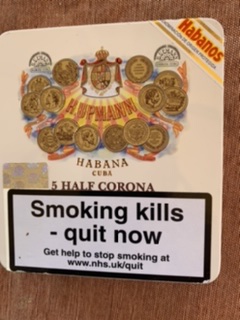 Habanos
H. UPMANN
HABANA
CUBA
5 HALF CORONA
Smoking kills
- quit now
Get help to stop smoking at
www.nhs.uk/quit